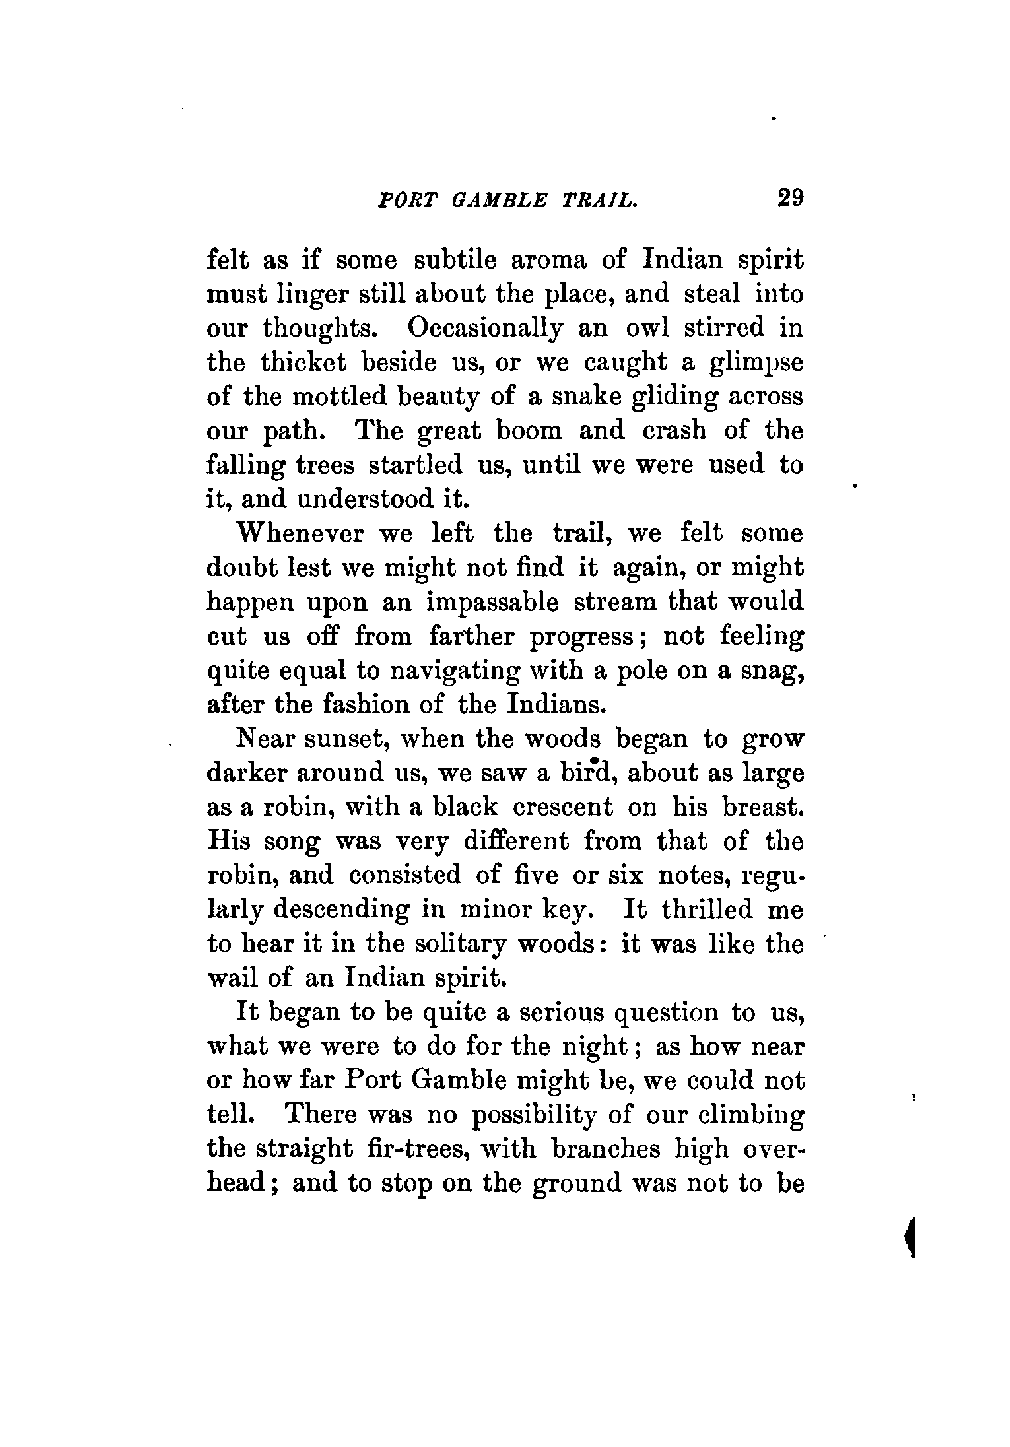 PORT GAMBLE TRAIL. 29
felt as if some subtile aroma of Indian spirit
must linger still about the place, and steal into
our thoughts. Occasionally an owl stirred in
the thicket beside us, or we caught a glimpse
of the mottled beauty of a snake gliding across
our path. The great boom and crash of the
falling trees startled us, until we were used to
it, and understood it.
Whenever we left the trail, we felt some
doubt lest we might not find it again, or might
happen upon an impassable stream that would
cut us off from farther progress; not feeling
quite equal to navigating with a pole on a snag,
after the fashion of the Indians.
Near sunset, when the woods began to grow
darker around us, we saw a bird, about as large
as a robin, with a black crescent on his breast.
His song was very different from that of the
robin, and consisted of five or six notes, regu-
larly descending in minor key. It thrilled me
to hear it in the solitary woods: it was like the
wail of an Indian spirit.
It began to be quite a serious question to us,
what we were to do for the night; as how near
or how far Port Gamble might be, we could not
tell. There was no possibility of our climbing
the straight fir-trees, with branches high over-
head; and to stop on the ground was not to be